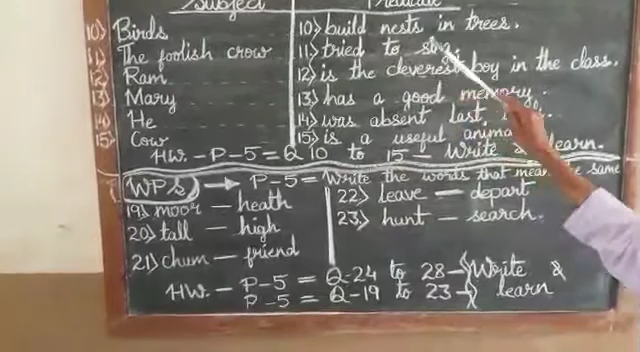 Subject Predicate
10) Birds 10) build nests in trees.
11) The foolish crow 11) tried to sing.
12) Ram 12) is the cleverest boy in the class.
13) Mary 13) has a good memory.
14) He 14) was absent last
15) Cow 15) is a useful
HW. - P-5 = Q 10 to 15 - Write & learn.
WPS → P-5 = Write the words that mean the same
19) moor - heath 22) leave - depart
20) tall - high 23) hunt - search.
21) chum - friend
HW. - P-5 = Q-24 to 28 - Write &
P-5 = Q-19 to 23 - learn